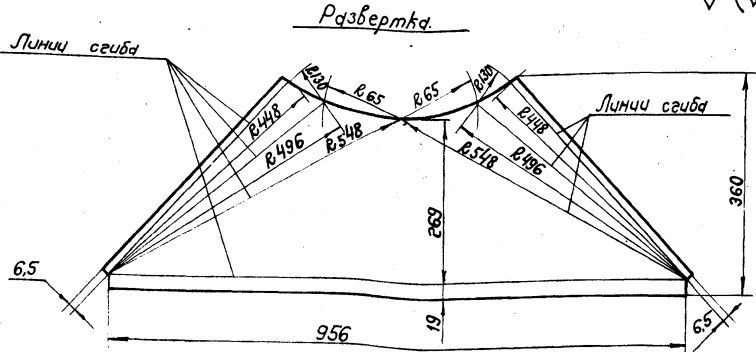 Развертка.
Линии сгиба
R130
R65
R65
R130
R448
R496
R548
R548
R496
R448
Линии сгиба
269
360
6,5
956
19
6,5